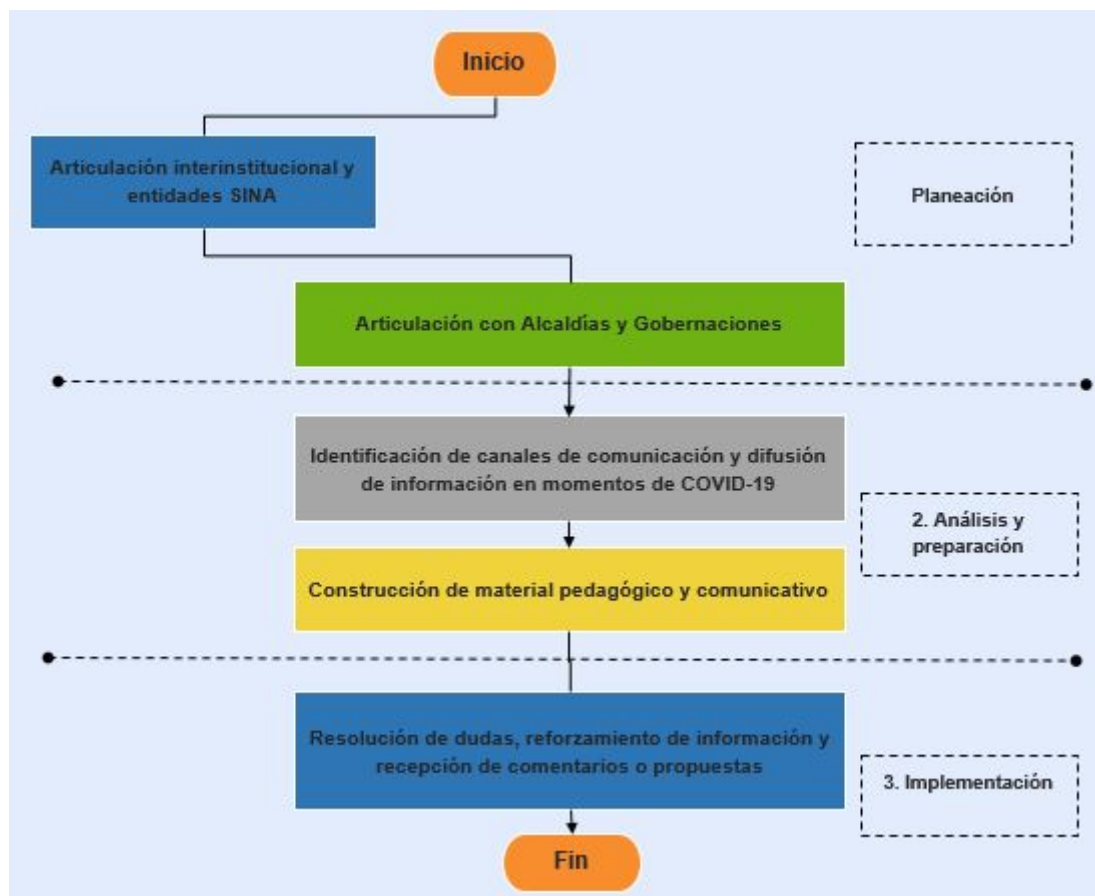 Inicio
Articulación interinstitucional y
entidades SINA
Planeación
Articulación con Alcaldías y Gobernaciones
Identificación de canales de comunicación y difusión
de información en momentos de COVID-19
2. Análisis y
preparación
Construcción de material pedagógico y comunicativo
Resolución de dudas, reforzamiento de información y
recepción de comentarios o propuestas
3. Implementación
Fin